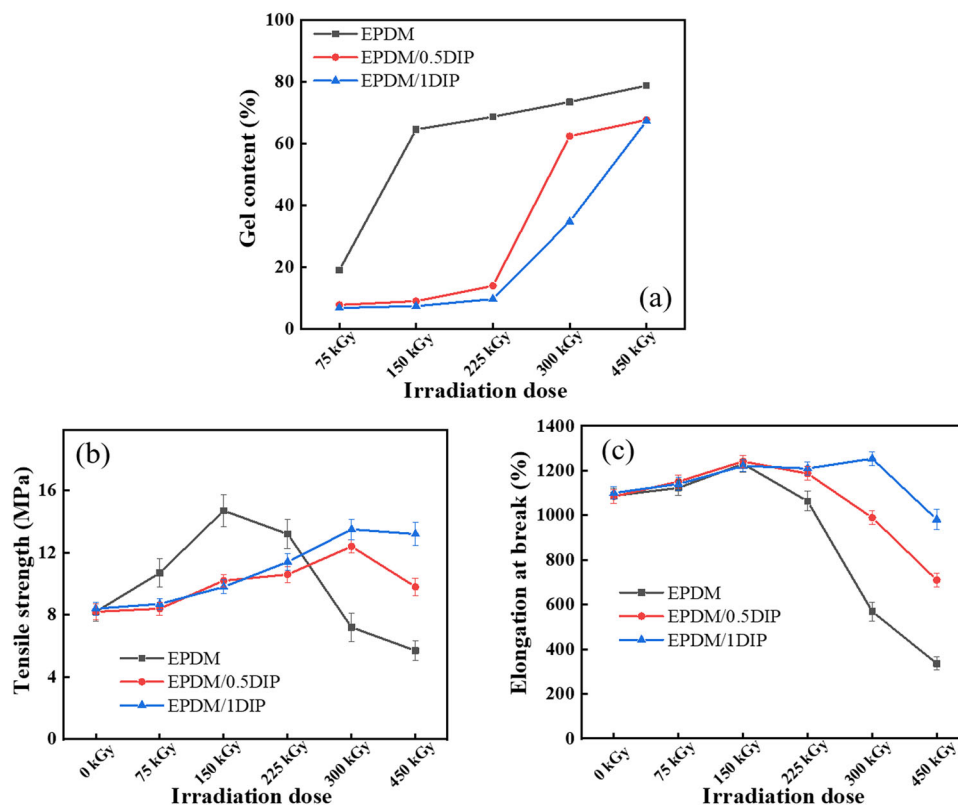 100
80
60
40
20
0
Gel content (%)
EPDM
EPDM/0.5DIP
EPDM/1DIP
(a)
75 kGy
150 kGy
225 kGy
300 kGy
450 kGy
Irradiation dose
(b)
16
12
8
4
0
Tensile strength (MPa)
EPDM
EPDM/0.5DIP
EPDM/1DIP
0 kGy
75 kGy
150 kGy
225 kGy
300 kGy
450 kGy
Irradiation dose
(c)
1400
1200
1000
800
600
400
200
0
Elongation at break (%)
EPDM
EPDM/0.5DIP
EPDM/1DIP
0 kGy
75 kGy
150 kGy
225 kGy
300 kGy
450 kGy
Irradiation dose